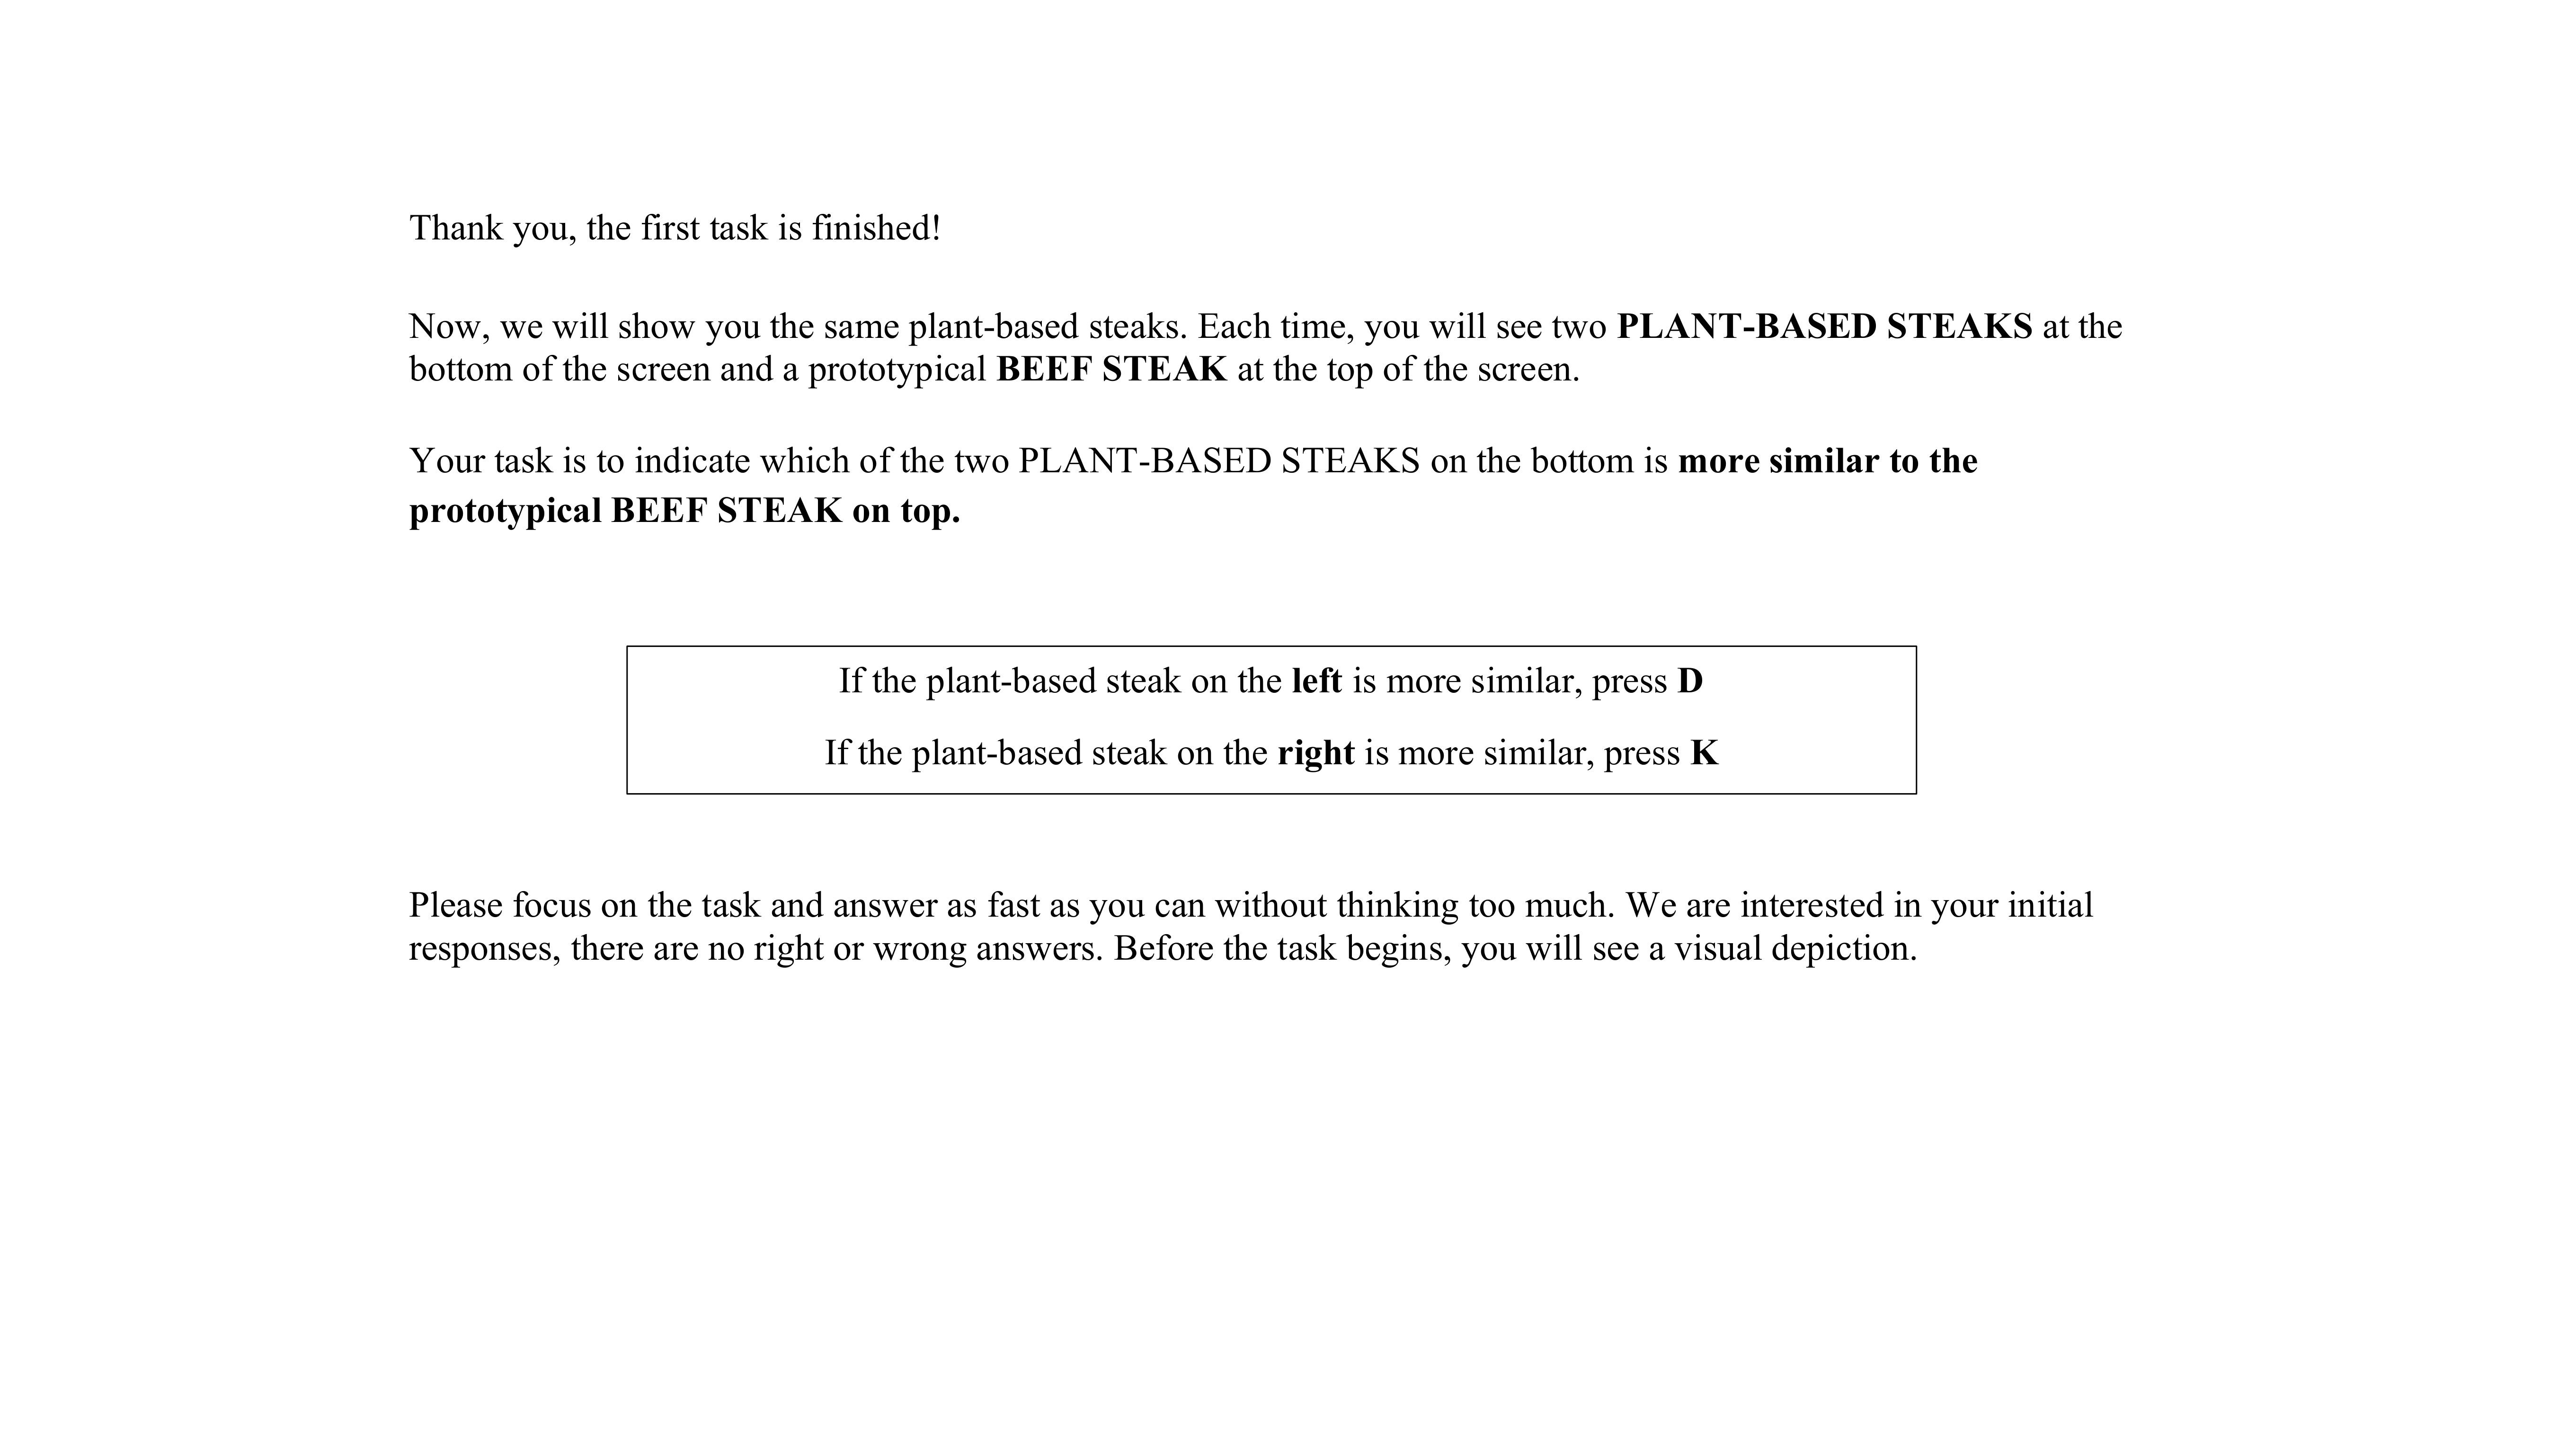 Thank you, the first task is finished!
Now, we will show you the same plant-based steaks. Each time, you will see two PLANT-BASED STEAKS at the
bottom of the screen and a prototypical BEEF STEAK at the top of the screen.
Your task is to indicate which of the two PLANT-BASED STEAKS on the bottom is more similar to the
prototypical BEEF STEAK on top.
If the plant-based steak on the left is more similar, press D
If the plant-based steak on the right is more similar, press K
Please focus on the task and answer as fast as you can without thinking too much. We are interested in your initial
responses, there are no right or wrong answers. Before the task begins, you will see a visual depiction.